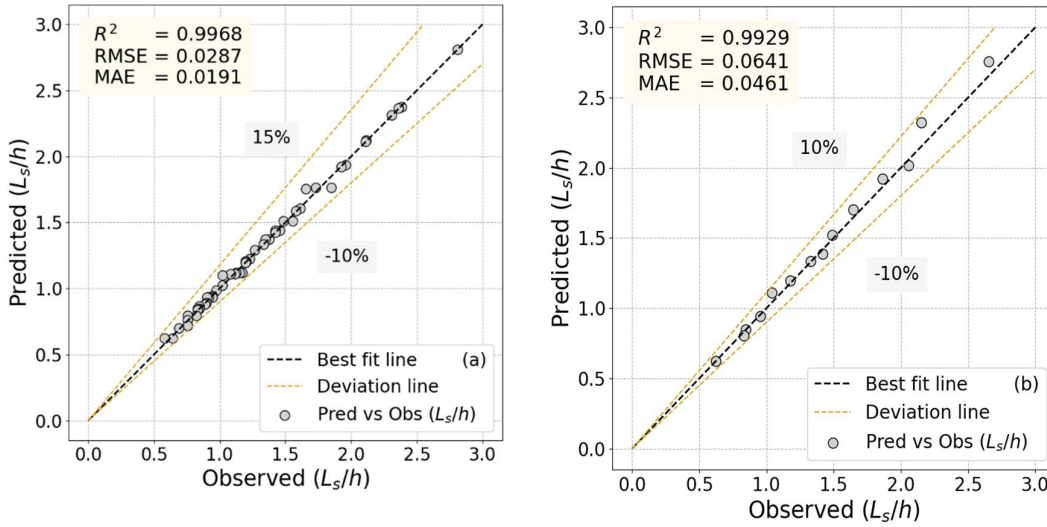 3.0
2.5
2.0
1.5
1.0
0.5
0.0
Predicted (Lₛ/h)
R² = 0.9968
RMSE = 0.0287
MAE = 0.0191
15%
-10%
Best fit line (a)
Deviation line
Pred vs Obs (Lₛ/h)
0.0 0.5 1.0 1.5 2.0 2.5 3.0
Observed (Lₛ/h)
3.0
2.5
2.0
1.5
1.0
0.5
0.0
Predicted (Lₛ/h)
R² = 0.9929
RMSE = 0.0641
MAE = 0.0461
10%
-10%
Best fit line (b)
Deviation line
Pred vs Obs (Lₛ/h)
0.0 0.5 1.0 1.5 2.0 2.5 3.0
Observed (Lₛ/h)